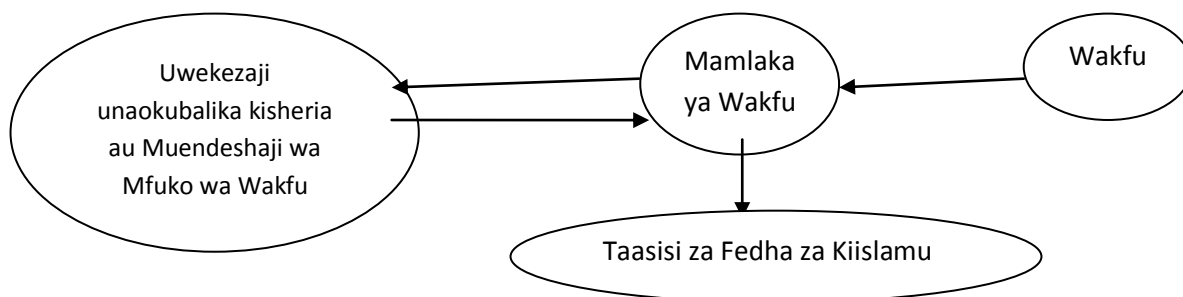 Uwekezaji
unaokubalika kisheria
au Muendeshaji wa
Mfuko wa Wakfu
Mamlaka
ya Wakfu
Wakfu
Taasisi za Fedha za Kiislamu